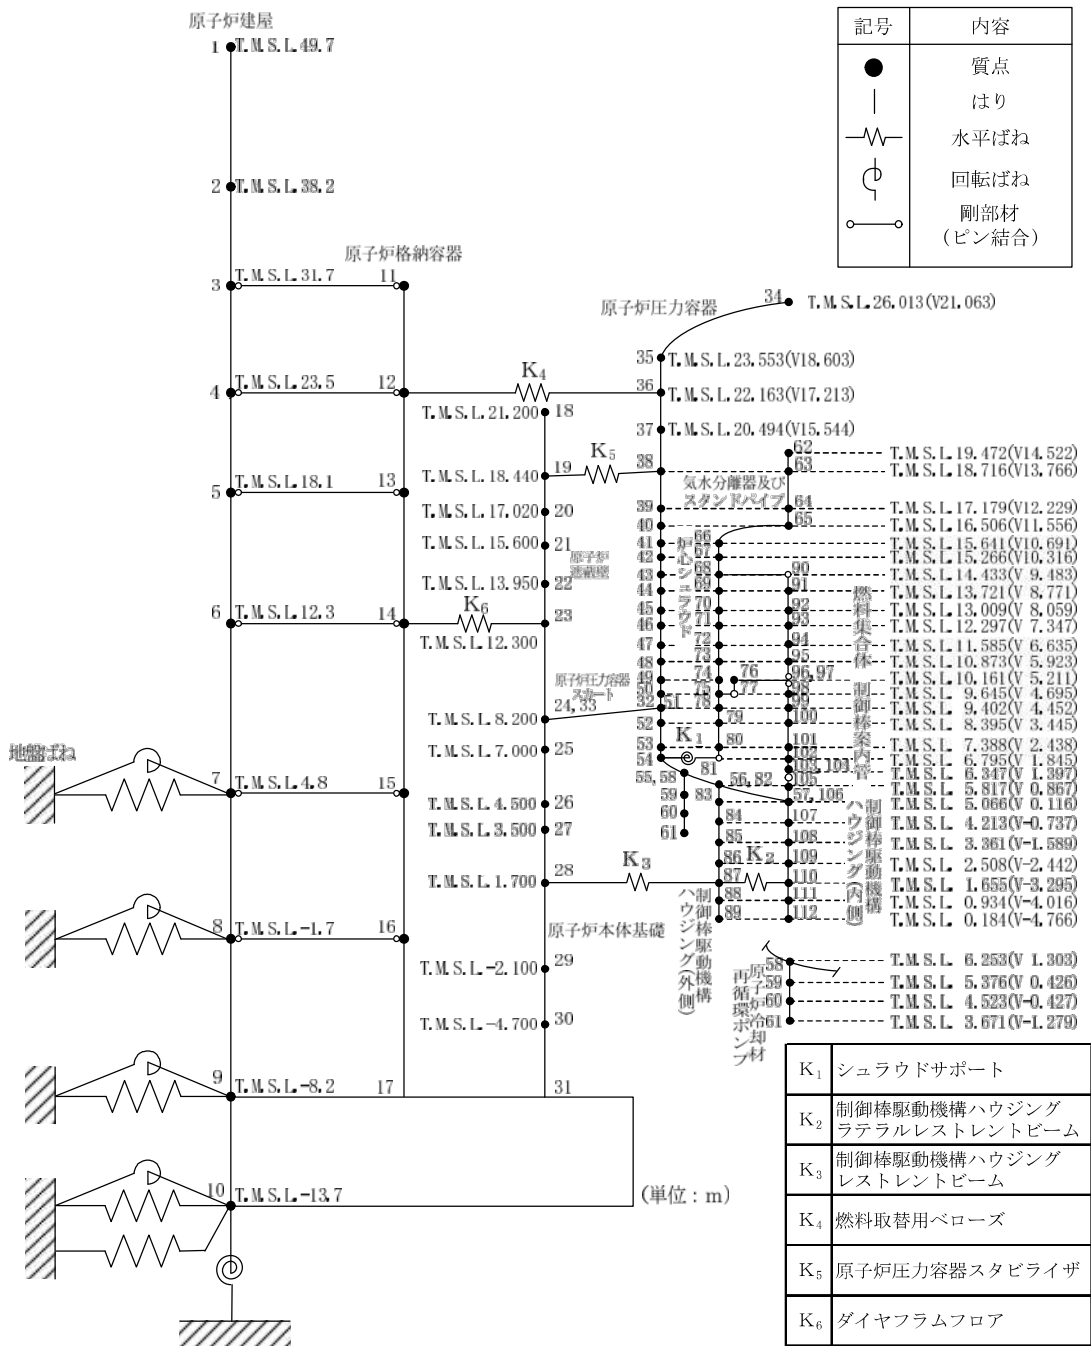 原子炉建屋
1 T.M.S.L.49.7
2 T.M.S.L.38.2
原子炉格納容器
3 T.M.S.L.31.7 11
4 T.M.S.L.23.5 12
5 T.M.S.L.18.1 13
6 T.M.S.L.12.3 14
地盤ばね
7 T.M.S.L.4.8 15
8 T.M.S.L.-1.7 16
9 T.M.S.L.-8.2 17 31
10 T.M.S.L.-13.7
(単位:m)
記号 内容
質点
はり
水平ばね
回転ばね
剛部材
(ピン結合)
原子炉圧力容器
34 T.M.S.L.26.013(V21.063)
35 T.M.S.L.23.553(V18.603)
K4
36 T.M.S.L.22.163(V17.213)
T.M.S.L.21.200 18
37 T.M.S.L.20.494(V15.544)
K5
T.M.S.L.18.440 19 38
T.M.S.L.17.020 20
T.M.S.L.15.600 21
原子炉
遮蔽壁
T.M.S.L.13.950 22
K6
T.M.S.L.12.300 23
原子炉圧力容器
スカート
24,33
T.M.S.L.8.200
T.M.S.L.7.000 25
T.M.S.L.4.500 26
T.M.S.L.3.500 27
T.M.S.L.1.700 28
K3
原子炉本体基礎
T.M.S.L.-2.100 29
T.M.S.L.-4.700 30
気水分離器及び
スタンドパイプ
炉心シュラウド
燃料集合体
制御棒案内管
制御棒駆動機構
ハウジング(内側)
制御棒駆動機構
ハウジング(外側)
原子炉冷却材
再循環ポンプ
39
40
41
42
43
44
45
46
47
48
49
50
32 51
52
53
54
55, 58
59
60
61
62
63
64
65
66
67
68
69
70
71
72
73
74
75
76
77
78
79
K1 80
81
56,82
83
84
85
86 K2
87
88
89
90
91
92
93
94
95
96,97
98
99
100
101
102
103,104
105
57,106
107
108
109
110
111
112
T.M.S.L.19.472(V14.522)
T.M.S.L.18.716(V13.766)
T.M.S.L.17.179(V12.229)
T.M.S.L.16.506(V11.556)
T.M.S.L.15.641(V10.691)
T.M.S.L.15.266(V10.316)
T.M.S.L.14.433(V 9.483)
T.M.S.L.13.721(V 8.771)
T.M.S.L.13.009(V 8.059)
T.M.S.L.12.297(V 7.347)
T.M.S.L.11.585(V 6.635)
T.M.S.L.10.873(V 5.923)
T.M.S.L.10.161(V 5.211)
T.M.S.L. 9.645(V 4.695)
T.M.S.L. 9.402(V 4.452)
T.M.S.L. 8.395(V 3.445)
T.M.S.L. 7.388(V 2.438)
T.M.S.L. 6.795(V 1.845)
T.M.S.L. 6.347(V 1.397)
T.M.S.L. 5.817(V 0.867)
T.M.S.L. 5.066(V 0.116)
T.M.S.L. 4.213(V-0.737)
T.M.S.L. 3.361(V-1.589)
T.M.S.L. 2.508(V-2.442)
T.M.S.L. 1.655(V-3.295)
T.M.S.L. 0.934(V-4.016)
T.M.S.L. 0.184(V-4.766)
58 T.M.S.L. 6.253(V 1.303)
59 T.M.S.L. 5.376(V 0.426)
60 T.M.S.L. 4.523(V-0.427)
61 T.M.S.L. 3.671(V-1.279)
K1 シュラウドサポート
K2 制御棒駆動機構ハウジング
ラテラルレストレントビーム
K3 制御棒駆動機構ハウジング
レストレントビーム
K4 燃料取替用ベローズ
K5 原子炉圧力容器スタビライザ
K6 ダイヤフラムフロア